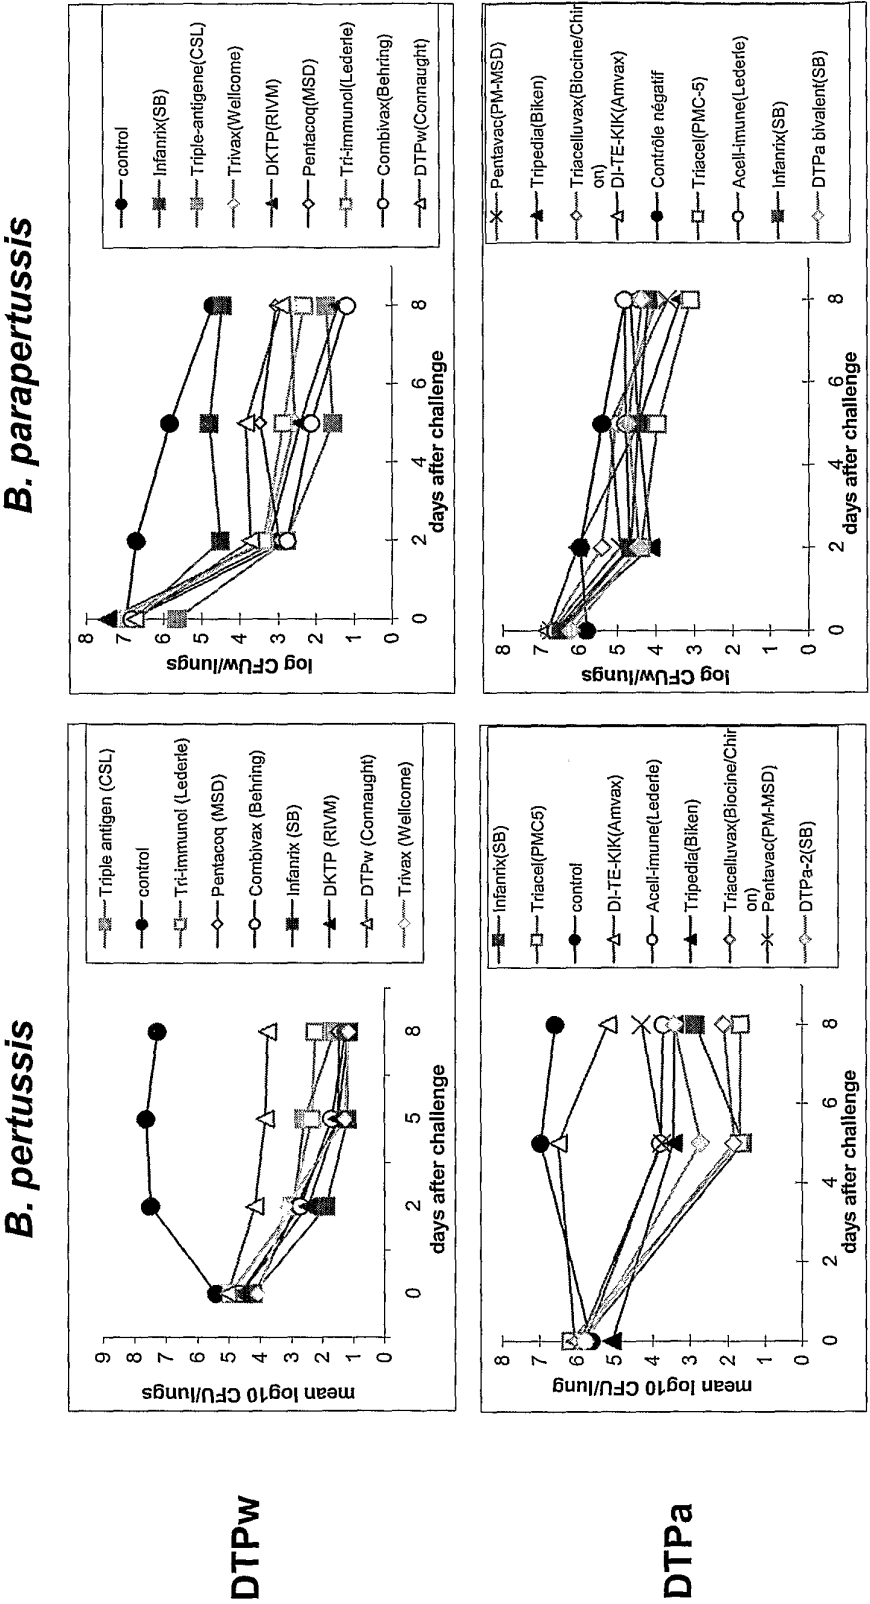 B. pertussis
B. parapertussis
DTPw
mean log10 CFU/lungs
9
8
7
6
5
4
3
2
1
0
0
2
5
8
days after challenge
Triple antigen (CSL)
control
Tri-immunol (Lederle)
Pentacoq (MSD)
Combivax (Behring)
Infanrix (SB)
DKTP (RIVM)
DTPw (Connaught)
Trivax (Wellcome)
log CFUw/lungs
8
7
6
5
4
3
2
1
0
0
2
4
6
8
days after challenge
control
Infanrix(SB)
Triple-antigene(CSL)
Trivax(Wellcome)
DKTP(RIVM)
Pentacoq(MSD)
Tri-immunol(Lederle)
Combivax(Behring)
DTPw(Connaught)
DTPa
mean log10 CFU/lung
8
7
6
5
4
3
2
1
0
0
2
4
6
8
days after challenge
Infanrix(SB)
Triacel(PMC5)
control
DI-TE-KIK(Amvax)
Acell-imune(Lederle)
Tripedia(Biken)
Triacelluvax(Biocine/Chir
on)
Pentavac(PM-MSD)
DTPa-2(SB)
log CFUw/lungs
8
7
6
5
4
3
2
1
0
0
2
4
6
8
days after challenge
Pentavac(PM-MSD)
Tripedia(Biken)
Triacelluvax(Biocine/Chir
on)
DI-TE-KIK(Amvax)
Contrôle négatif
Triacel(PMC-5)
Acell-imune(Lederle)
Infanrix(SB)
DTPa bivalent(SB)